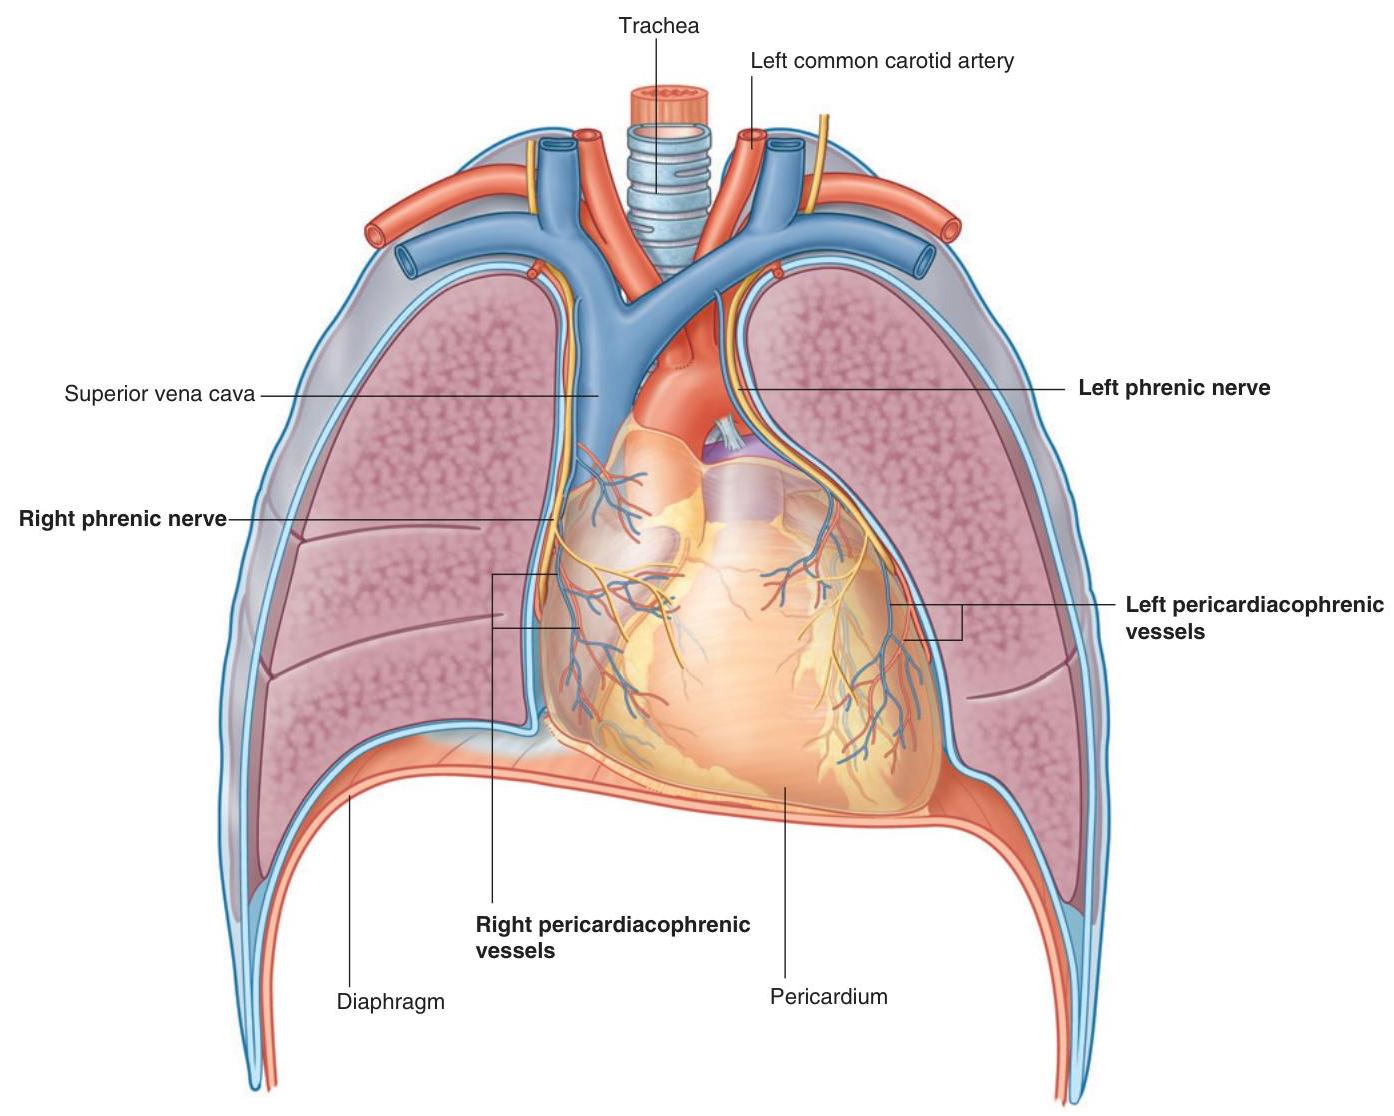 Trachea
Left common carotid artery
Superior vena cava
Left phrenic nerve
Right phrenic nerve
Left pericardiacophrenic
vessels
Right pericardiacophrenic
vessels
Pericardium
Diaphragm